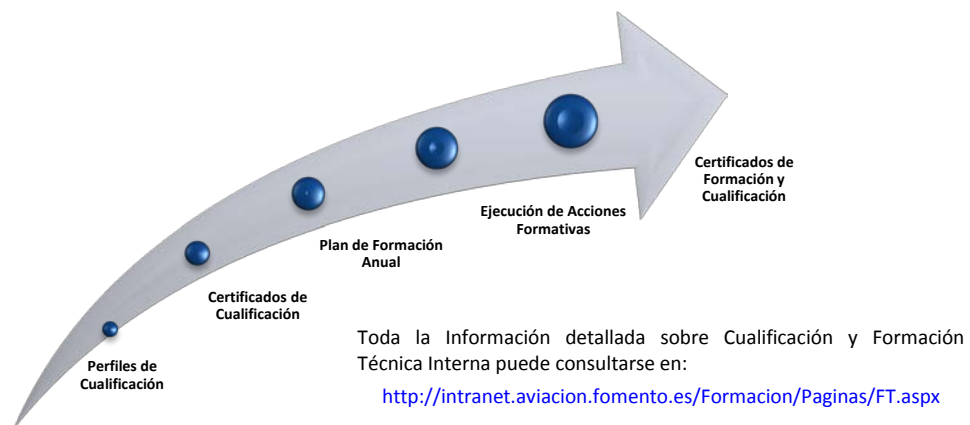 Perfiles de
Cualificación
Certificados de
Cualificación
Plan de Formación
Anual
Ejecución de Acciones
Formativas
Certificados de
Formación y
Cualificación
Toda la Información detallada sobre Cualificación y Formación
Técnica Interna puede consultarse en:
http://intranet.aviacion.fomento.es/Formacion/Paginas/FT.aspx